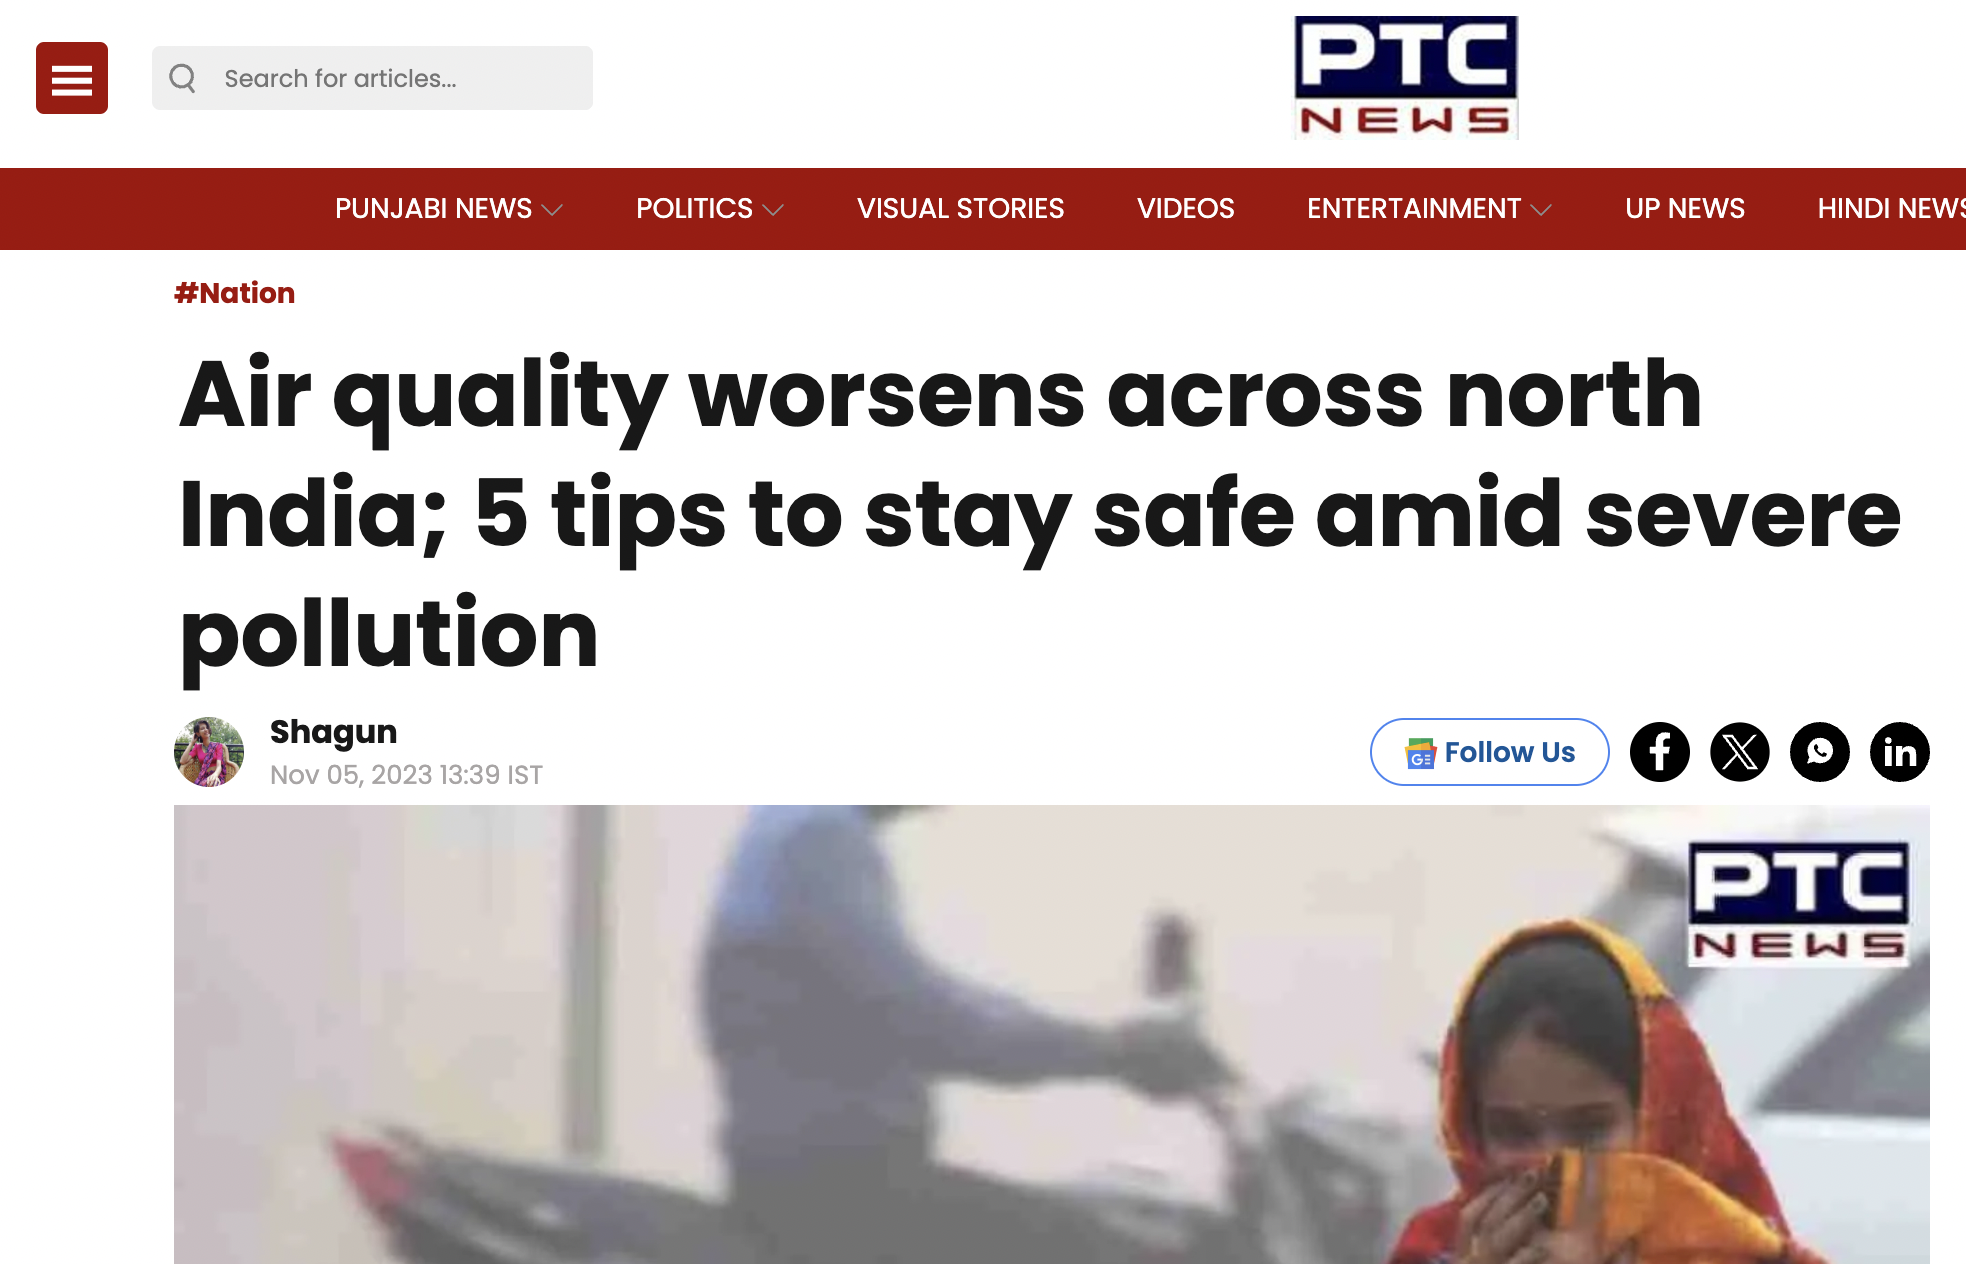 Search for articles...
PTC
NEWS
PUNJABI NEWS
POLITICS
VISUAL STORIES
VIDEOS
ENTERTAINMENT
UP NEWS
HINDI NEWS
#Nation
Air quality worsens across north
India; 5 tips to stay safe amid severe
pollution
Shagun
Nov 05, 2023 13:39 IST
GE Follow Us
PTC
NEWS